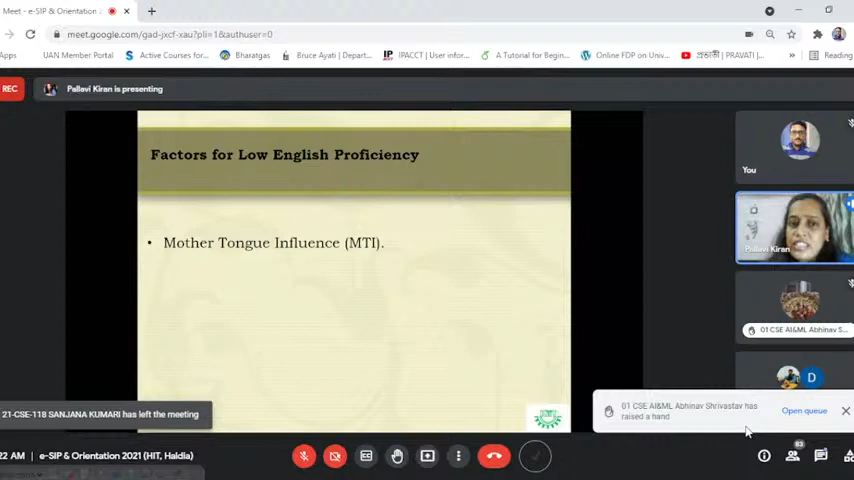 Meet - e-SIP & Orientation
meet.google.com/gad-jxcf-xau?pli=1&authuser=0
Apps
UAN Member Portal
Active Courses for...
Bharatgas
Bruce Ayati | Depart...
IP
IPACCT | User infor...
A Tutorial for Begin...
Online FDP on Univ...
| PRAVATI |...
»
Reading
REC
Pallavi Kiran is presenting
Factors for Low English Proficiency
• Mother Tongue Influence (MTI).
You
Pallavi Kiran
01 CSE AI&ML Abhinav S...
D
01 CSE AI&ML Abhinav Shrivastav has
raised a hand
Open queue
21-CSE-118 SANJANA KUMARI has left the meeting
22 AM | e-SIP & Orientation 2021 (HIT, Haldia)
83